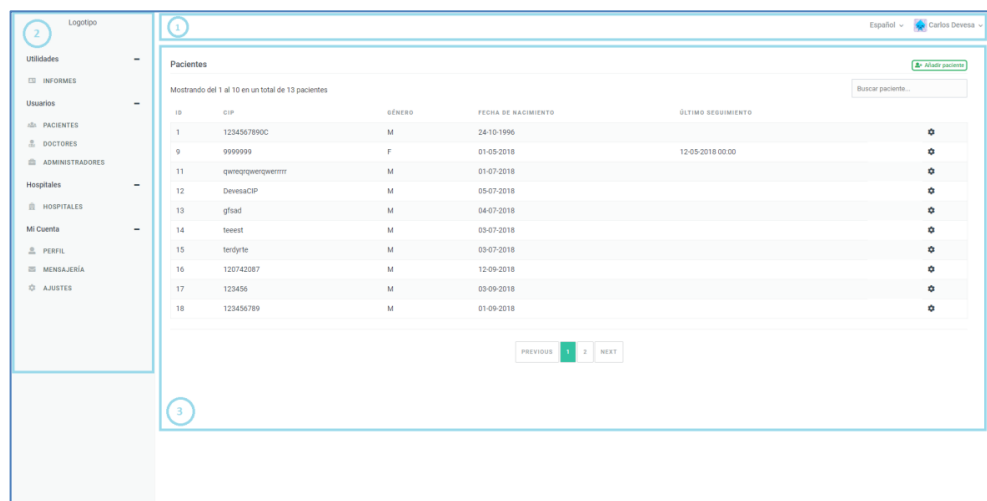 Logotipo
2
Utilidades
INFORMES
Usuarios
PACIENTES
DOCTORES
ADMINISTRADORES
Hospitales
HOSPITALES
Mi Cuenta
PERFIL
MENSAJERÍA
AJUSTES
1
Español
Carlos Devesa
Pacientes
Añadir paciente
Mostrando del 1 al 10 en un total de 13 pacientes
Buscar paciente...
ID CIP GÉNERO FECHA DE NACIMIENTO ÚLTIMO SEGUIMIENTO
1 1234567890C M 24-10-1996
9 9999999 F 01-05-2018 12-05-2018 00:00
11 qwreqrqwerqwerrrrr M 01-07-2018
12 DevesaCIP M 05-07-2018
13 gfsad M 04-07-2018
14 teeest M 03-07-2018
15 terdyrte M 03-07-2018
16 120742087 M 12-09-2018
17 123456 M 03-09-2018
18 123456789 M 01-09-2018
PREVIOUS 1 2 NEXT
3